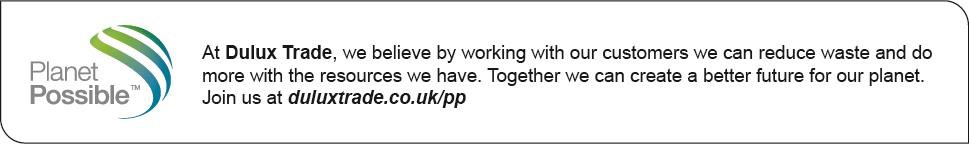 Planet
Possible™
At Dulux Trade, we believe by working with our customers we can reduce waste and do
more with the resources we have. Together we can create a better future for our planet.
Join us at duluxtrade.co.uk/pp